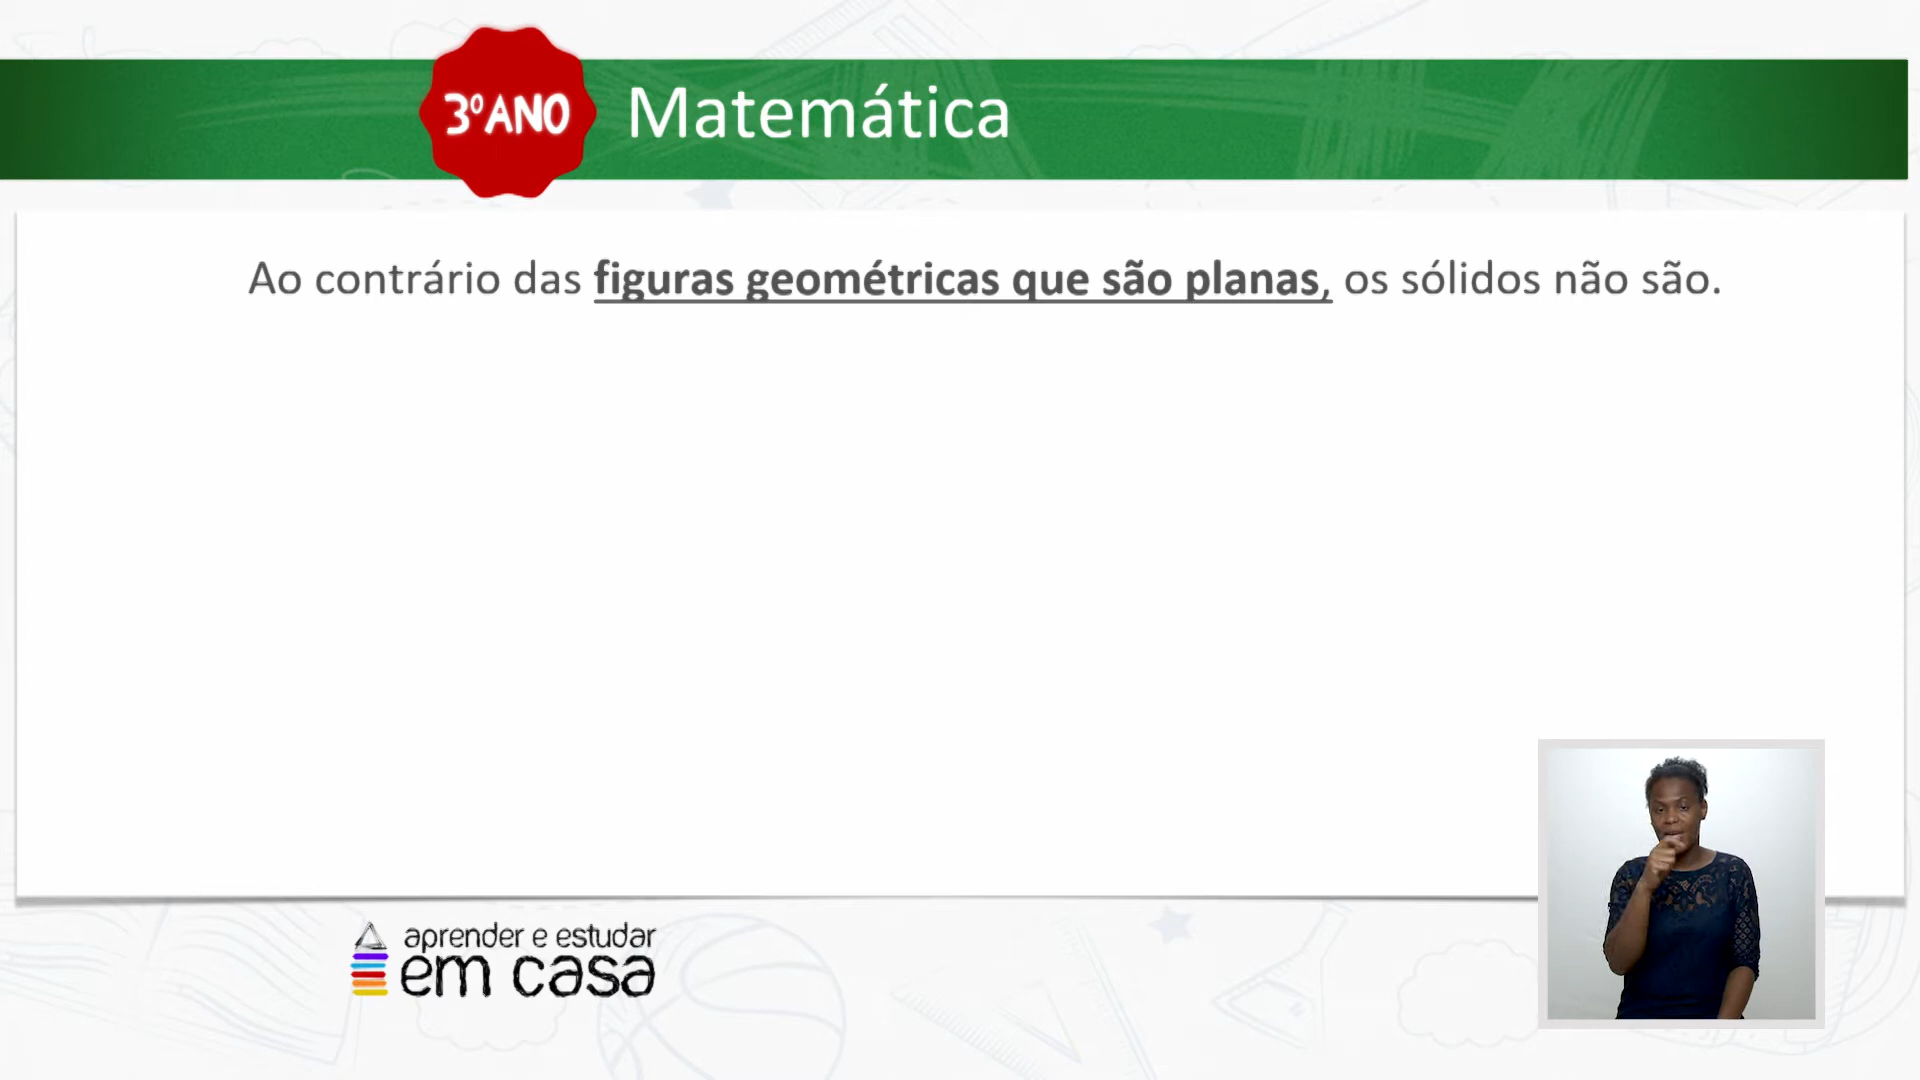 3ºANO
Matemática
Ao contrário das figuras geométricas que são planas, os sólidos não são.
aprender e estudar
em casa